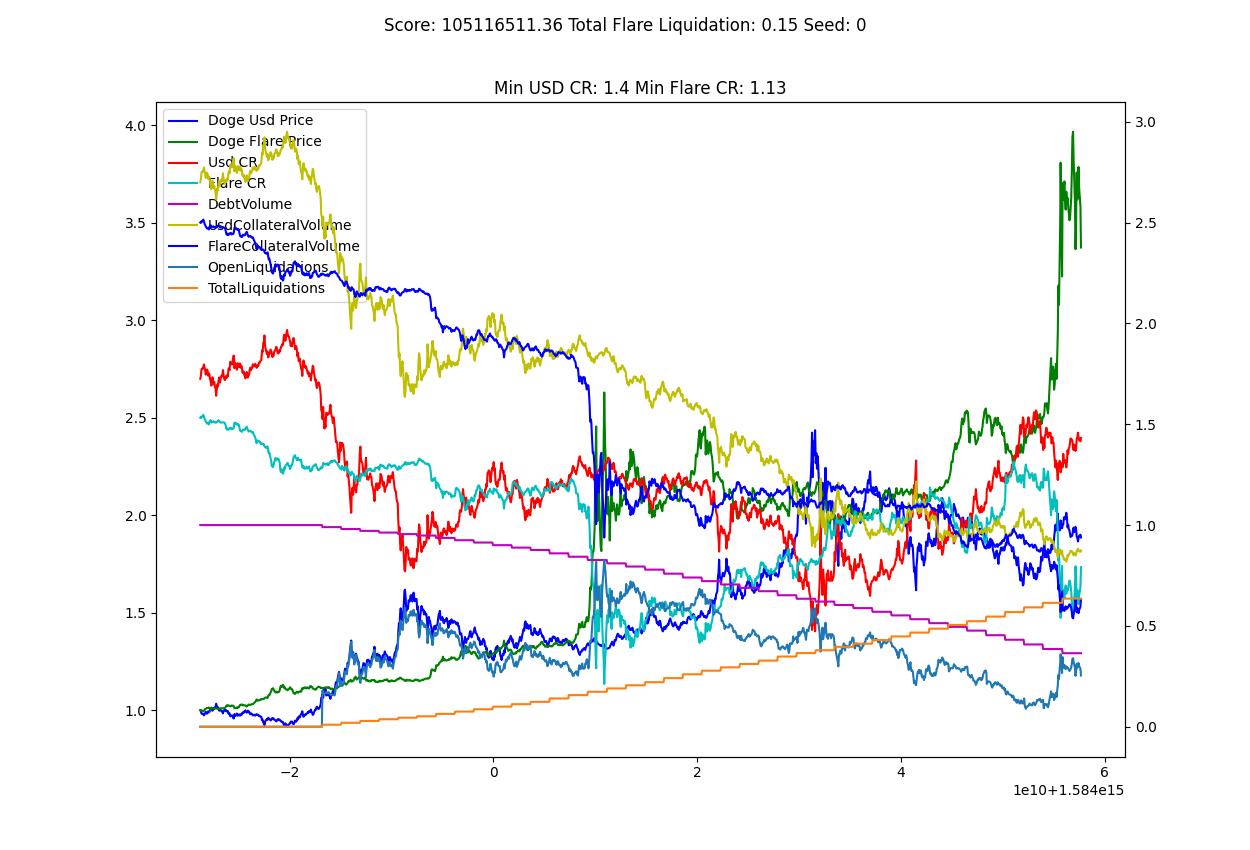 Score: 105116511.36 Total Flare Liquidation: 0.15 Seed: 0
Min USD CR: 1.4 Min Flare CR: 1.13
Doge Usd Price
Doge Flare Price
Usd CR
Flare CR
DebtVolume
UsdCollateralVolume
FlareCollateralVolume
OpenLiquidations
TotalLiquidations
4.0
3.5
3.0
2.5
2.0
1.5
1.0
3.0
2.5
2.0
1.5
1.0
0.5
0.0
−2
0
2
4
6
1e10+1.584e15